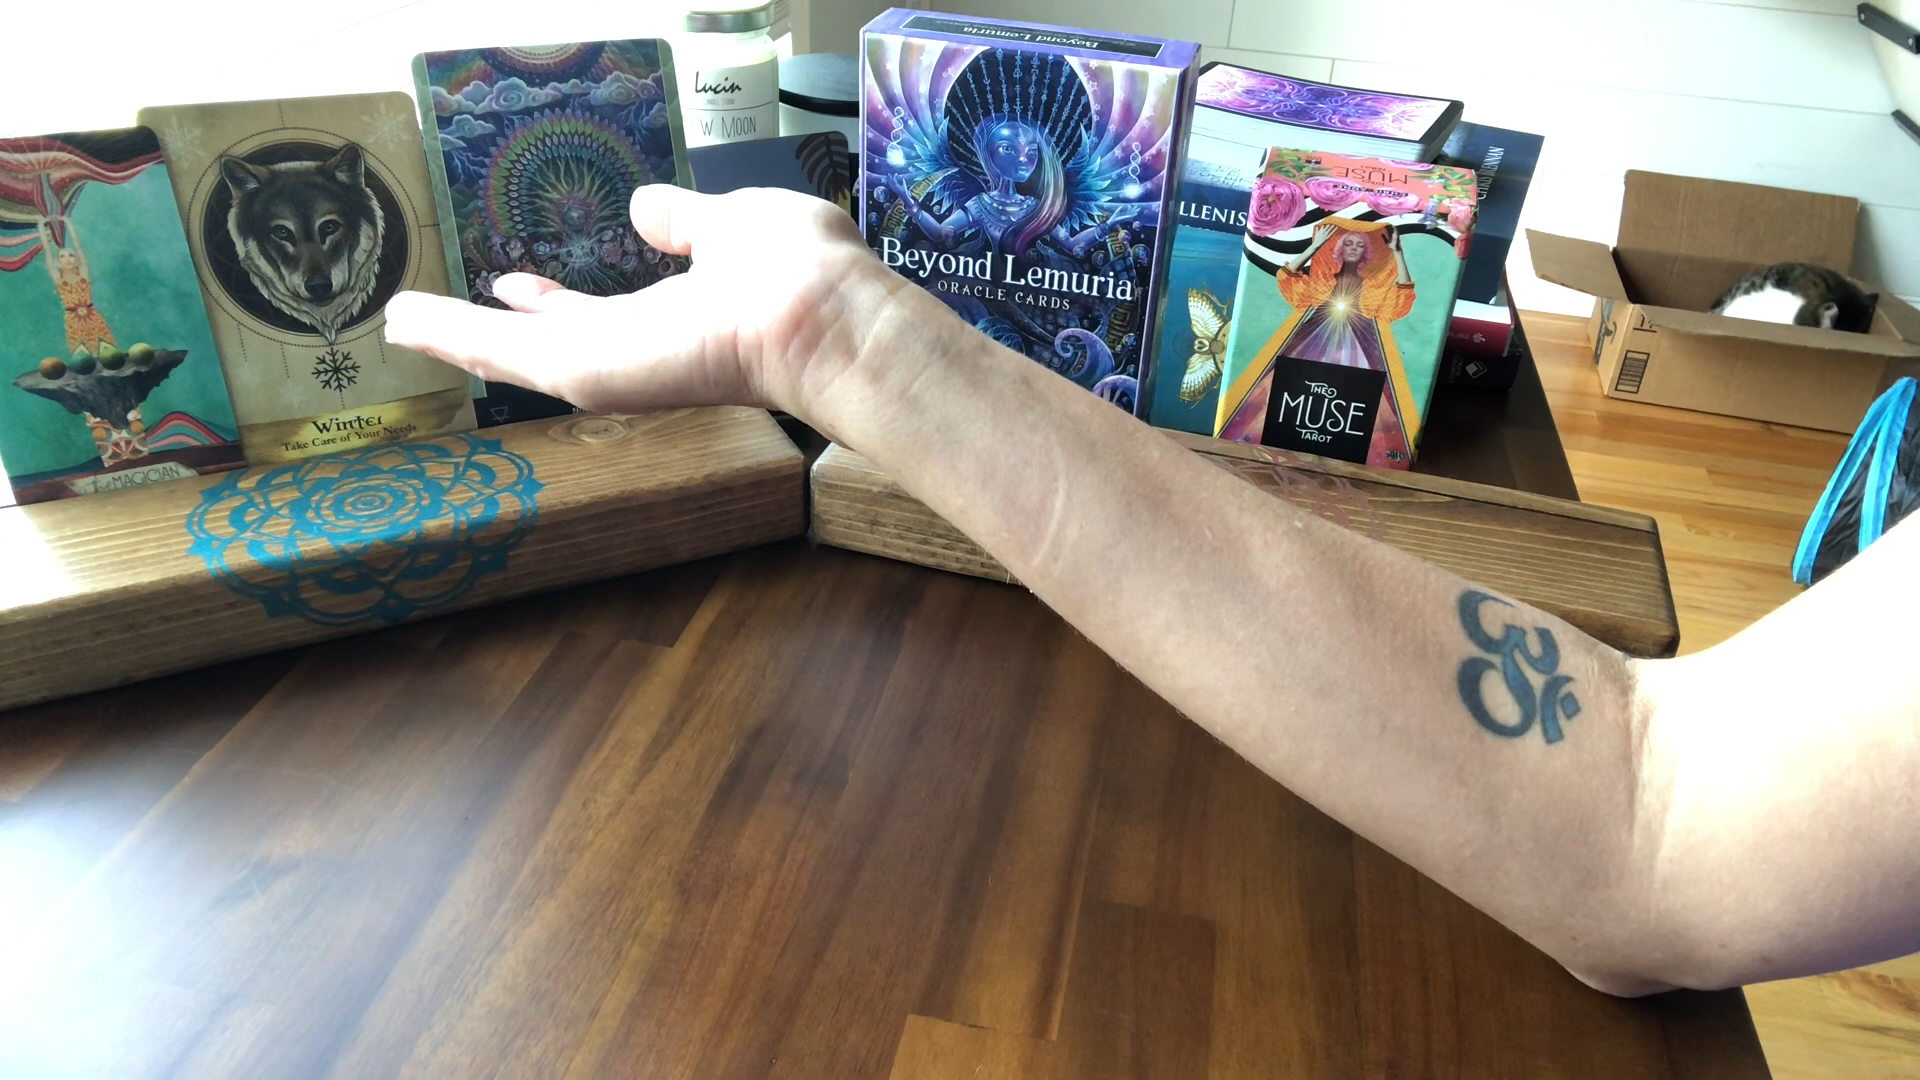 The MAGICIAN
Winter
Take Care of Your Needs
Lucin
W MOON
Beyond Lemuria
Beyond Lemuria
ORACLE CARDS
LLENIS
MUSE
THE
MUSE
TAROT